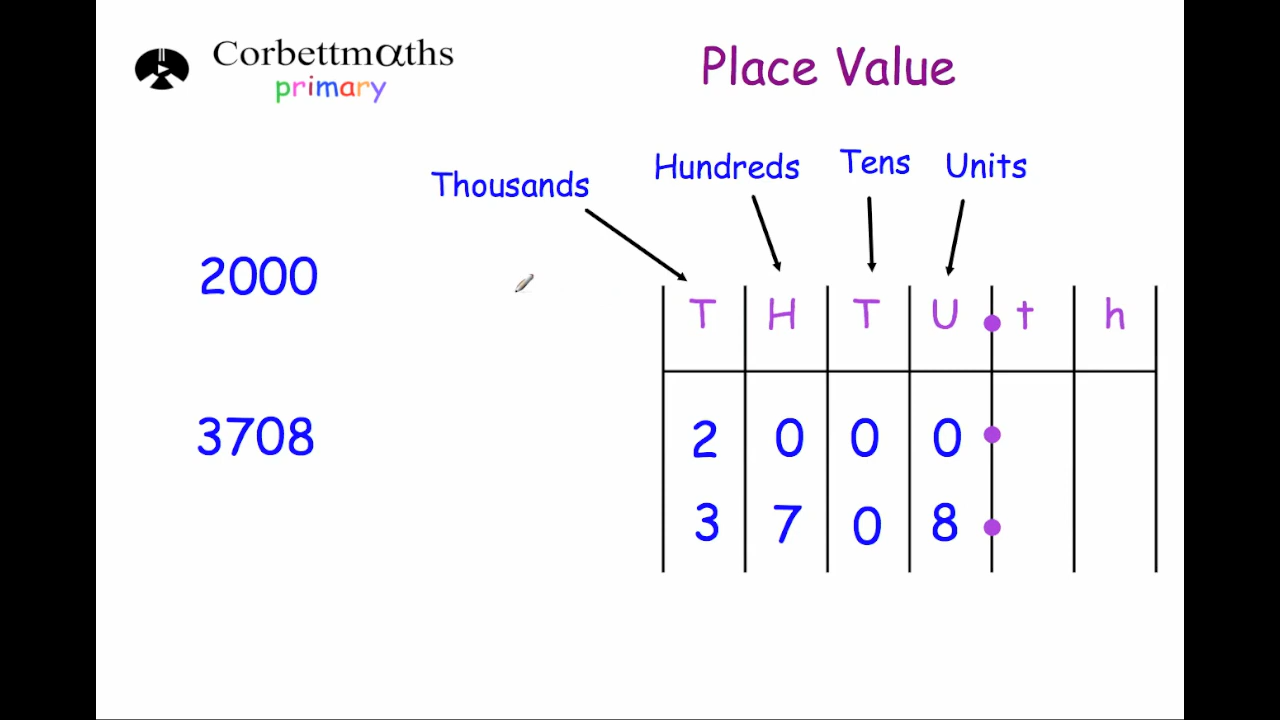 Corbettmαths
primary
Place Value
Thousands
Hundreds
Tens
Units
2000
3708
T H T U t h
2 0 0 0
3 7 0 8